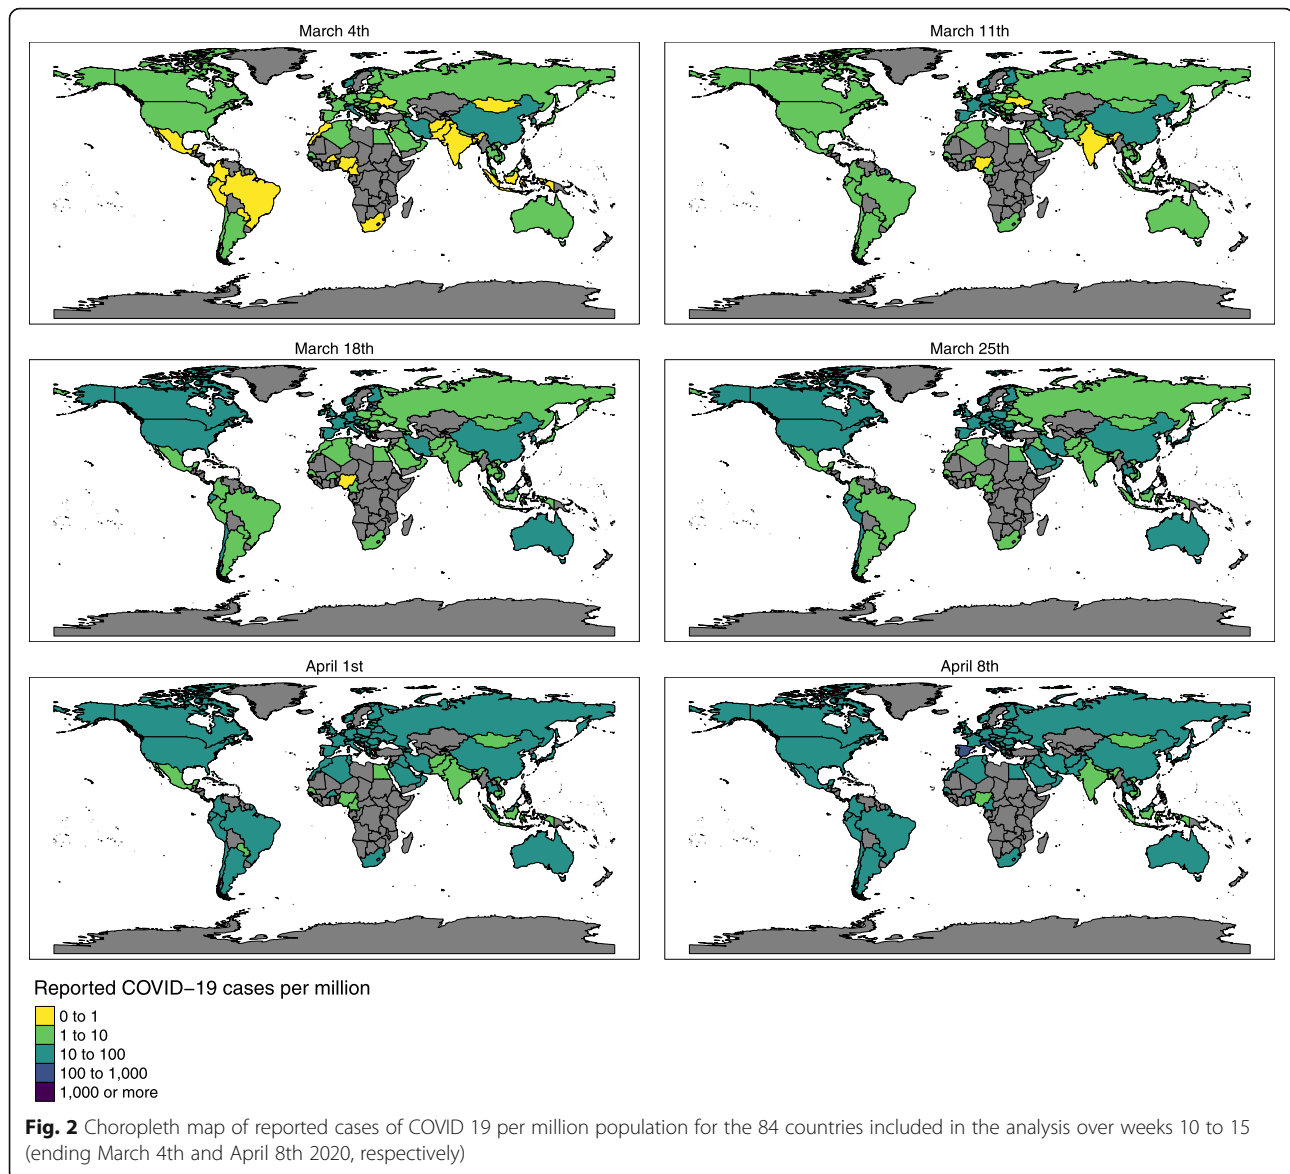 March 4th
March 11th
March 18th
March 25th
April 1st
April 8th
Reported COVID−19 cases per million
0 to 1
1 to 10
10 to 100
100 to 1,000
1,000 or more
Fig. 2 Choropleth map of reported cases of COVID 19 per million population for the 84 countries included in the analysis over weeks 10 to 15
(ending March 4th and April 8th 2020, respectively)